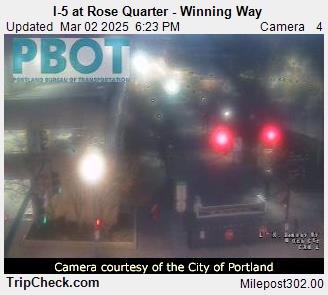 I-5 at Rose Quarter - Winning Way
Updated Mar 02 2025 6:23 PM Camera 4
PBOT
PORTLAND BUREAU OF TRANSPORTATION
Camera courtesy of the City of Portland
TripCheck.com Milepost302.00